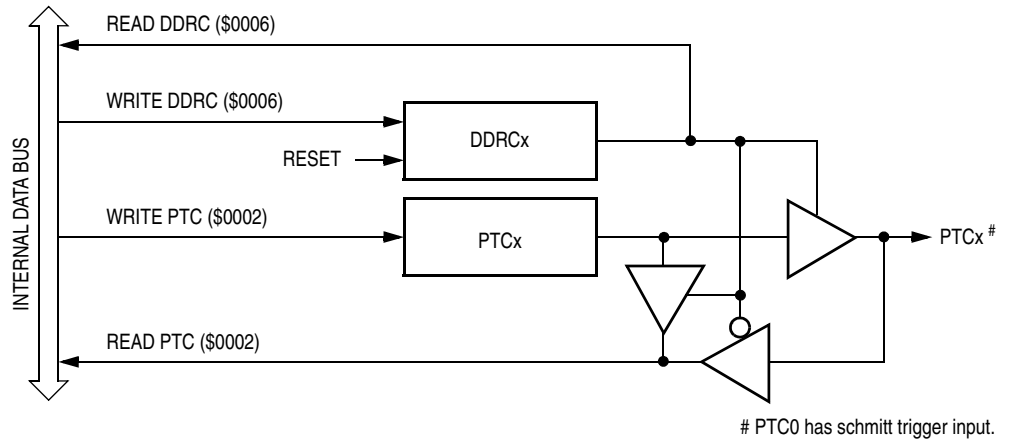 READ DDRC ($0006)
WRITE DDRC ($0006)
DDRCx
RESET
INTERNAL DATA BUS
WRITE PTC ($0002)
PTCx
PTCx #
READ PTC ($0002)
# PTC0 has schmitt trigger input.